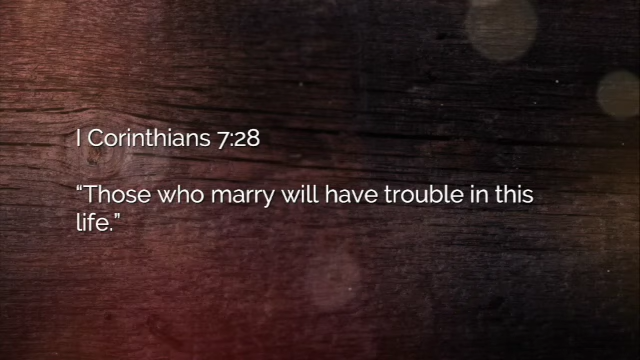 I Corinthians 7:28
“Those who marry will have trouble in this
life.”